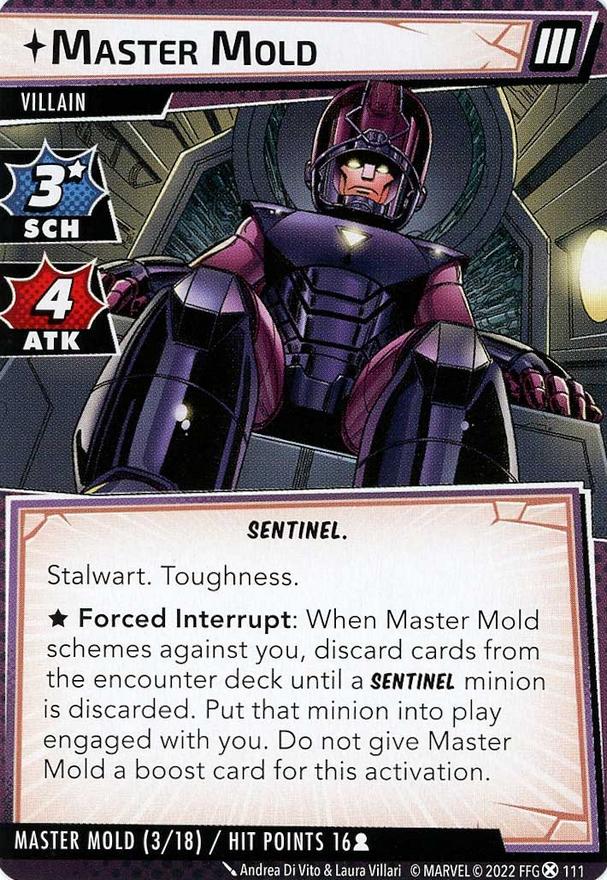 MASTER MOLD
III
VILLAIN
3★
SCH
4
ATK
SENTINEL.
Stalwart. Toughness.
★ Forced Interrupt: When Master Mold
schemes against you, discard cards from
the encounter deck until a SENTINEL minion
is discarded. Put that minion into play
engaged with you. Do not give Master
Mold a boost card for this activation.
MASTER MOLD (3/18) / HIT POINTS 16
Andrea Di Vito & Laura Villari © MARVEL © 2022 FFG 111